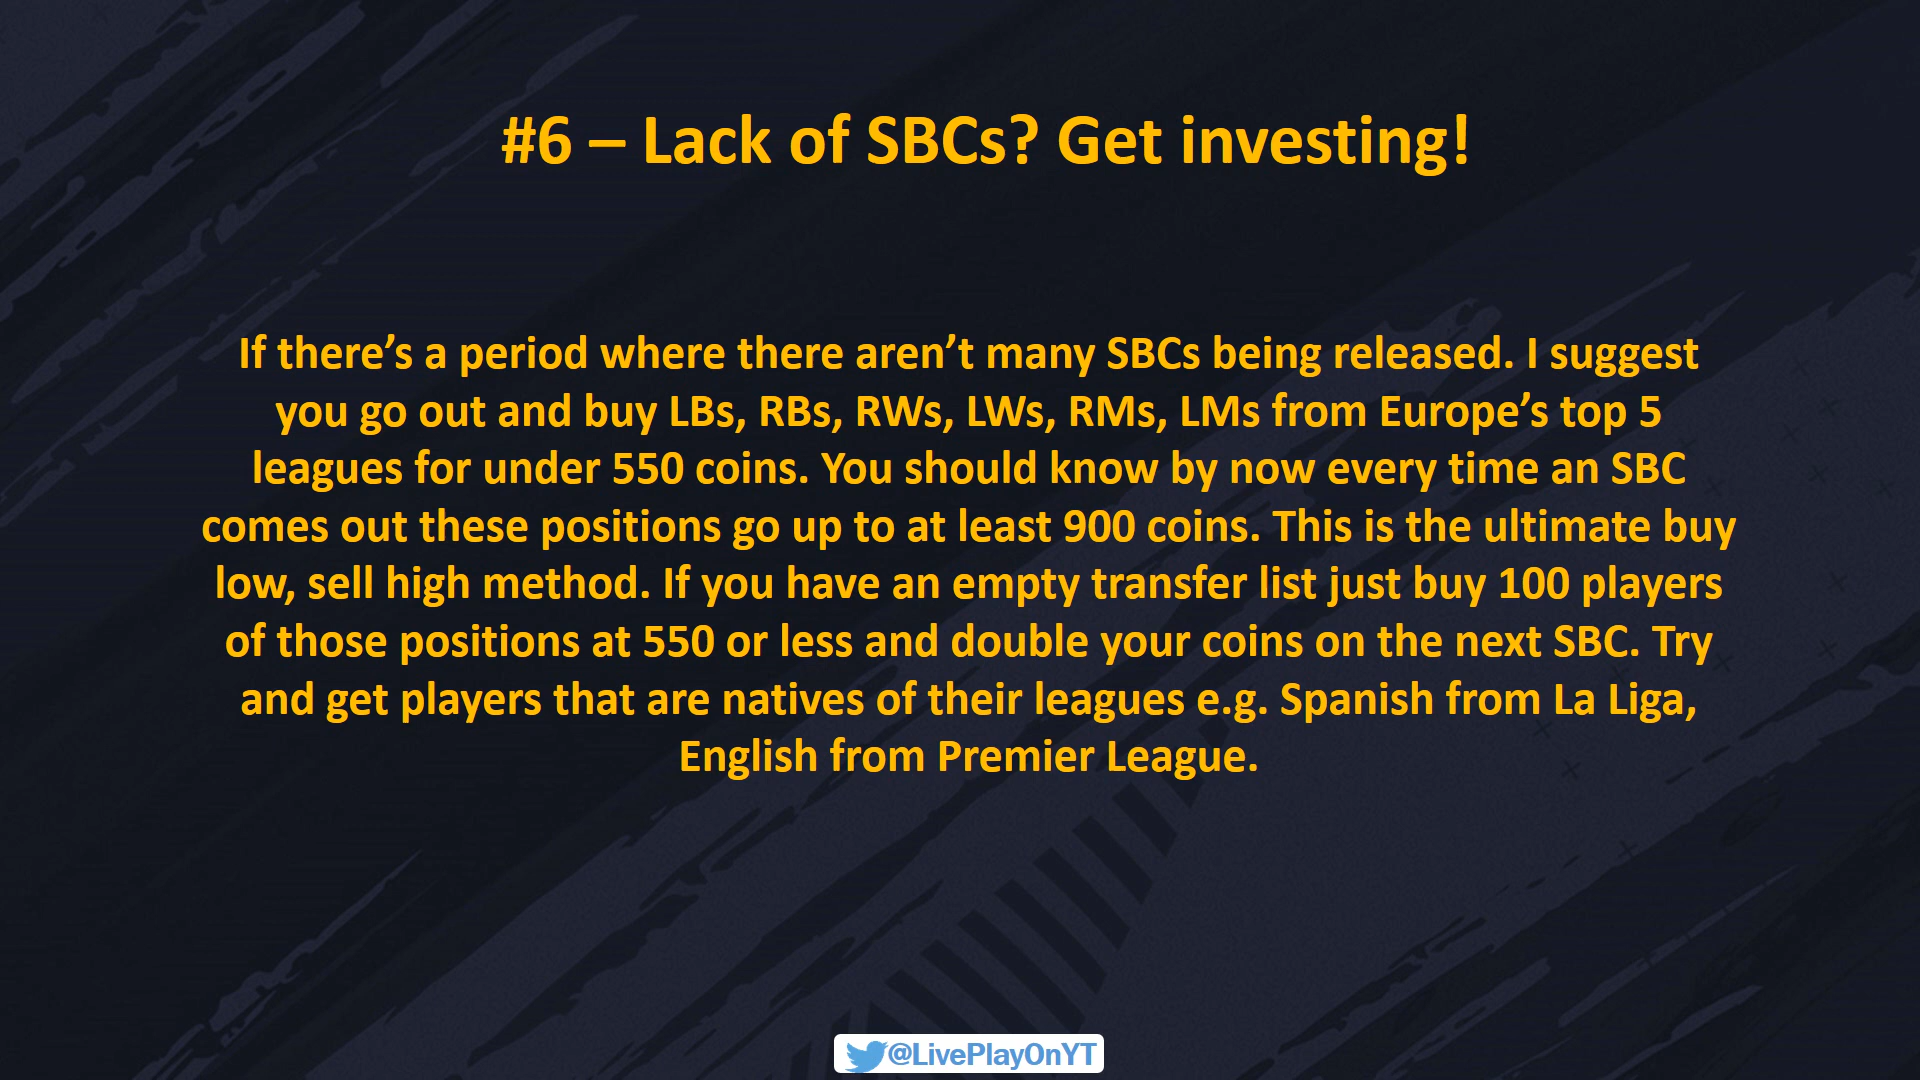 #6 – Lack of SBCs? Get investing!
If there’s a period where there aren’t many SBCs being released. I suggest
you go out and buy LBs, RBs, RWs, LWs, RMs, LMs from Europe’s top 5
leagues for under 550 coins. You should know by now every time an SBC
comes out these positions go up to at least 900 coins. This is the ultimate buy
low, sell high method. If you have an empty transfer list just buy 100 players
of those positions at 550 or less and double your coins on the next SBC. Try
and get players that are natives of their leagues e.g. Spanish from La Liga,
English from Premier League.
@LivePlayOnYT